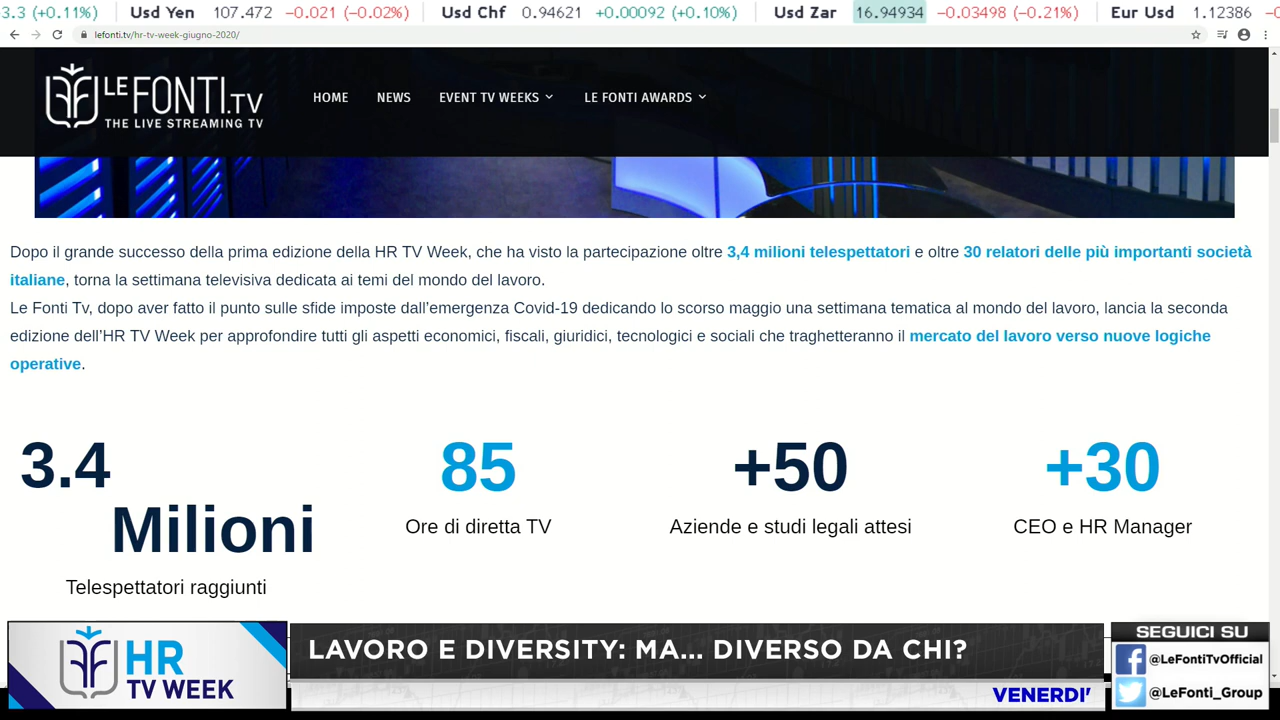 3.3 (+0.11%) Usd Yen 107.472 −0.021 (−0.02%) Usd Chf 0.94621 +0.00092 (+0.10%) Usd Zar 16.94934 −0.03498 (−0.21%) Eur Usd 1.12386
lefonti.tv/hr-tv-week-giugno-2020/
LE FONTI.TV
THE LIVE STREAMING TV
HOME NEWS EVENT TV WEEKS LE FONTI AWARDS
Dopo il grande successo della prima edizione della HR TV Week, che ha visto la partecipazione oltre 3,4 milioni telespettatori e oltre 30 relatori delle più importanti società
italiane, torna la settimana televisiva dedicata ai temi del mondo del lavoro.
Le Fonti Tv, dopo aver fatto il punto sulle sfide imposte dall’emergenza Covid-19 dedicando lo scorso maggio una settimana tematica al mondo del lavoro, lancia la seconda
edizione dell’HR TV Week per approfondire tutti gli aspetti economici, fiscali, giuridici, tecnologici e sociali che traghetteranno il mercato del lavoro verso nuove logiche
operative.
3.4
Milioni
Telespettatori raggiunti
85
Ore di diretta TV
+50
Aziende e studi legali attesi
+30
CEO e HR Manager
HR
TV WEEK
LAVORO E DIVERSITY: MA... DIVERSO DA CHI?
VENERDI'
SEGUICI SU
@LeFontiTvOfficial
@LeFonti_Group